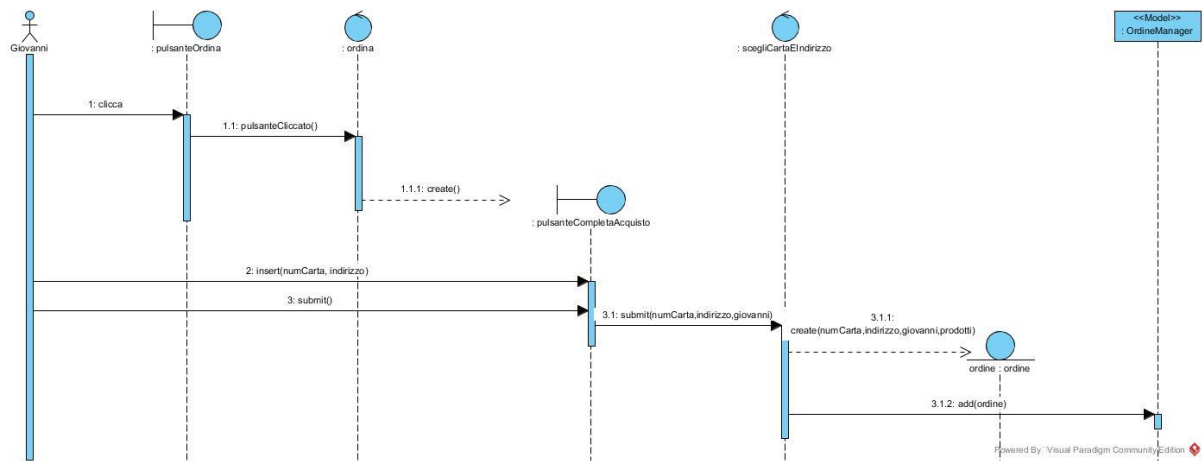 Giovanni
: pulsanteOrdina
: ordina
: scegliCartaEIndirizzo
<<Model>>
: OrdineManager
1: clicca
1.1: pulsanteCliccato()
1.1.1: create()
: pulsanteCompletaAcquisto
2: insert(numCarta, indirizzo)
3: submit()
3.1: submit(numCarta,indirizzo,giovanni)
3.1.1:
create(numCarta,indirizzo,giovanni,prodotti)
ordine : ordine
3.1.2: add(ordine)
Powered By Visual Paradigm Community Edition